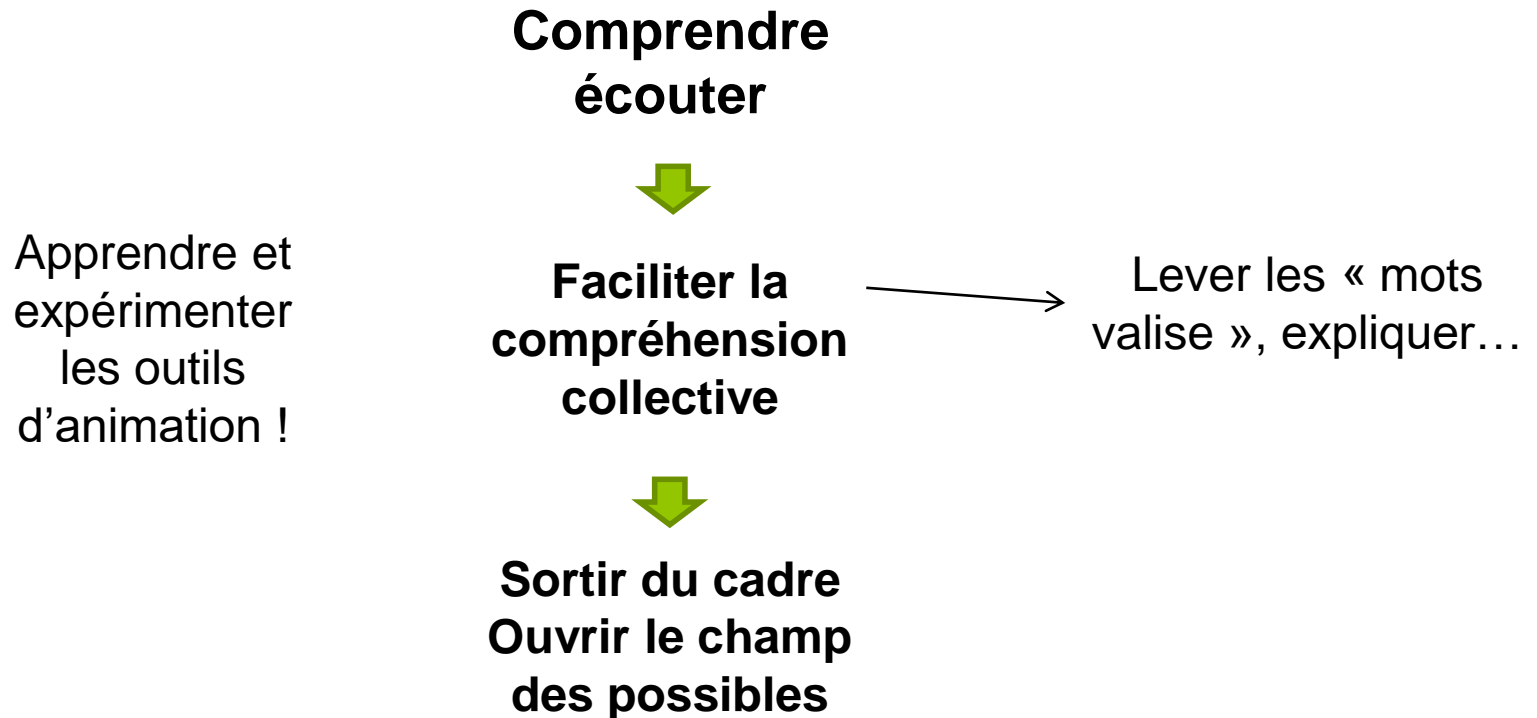 Comprendre
écouter
Apprendre et
expérimenter
les outils
d’animation !
Faciliter la
compréhension
collective
Lever les « mots
valise », expliquer…
Sortir du cadre
Ouvrir le champ
des possibles